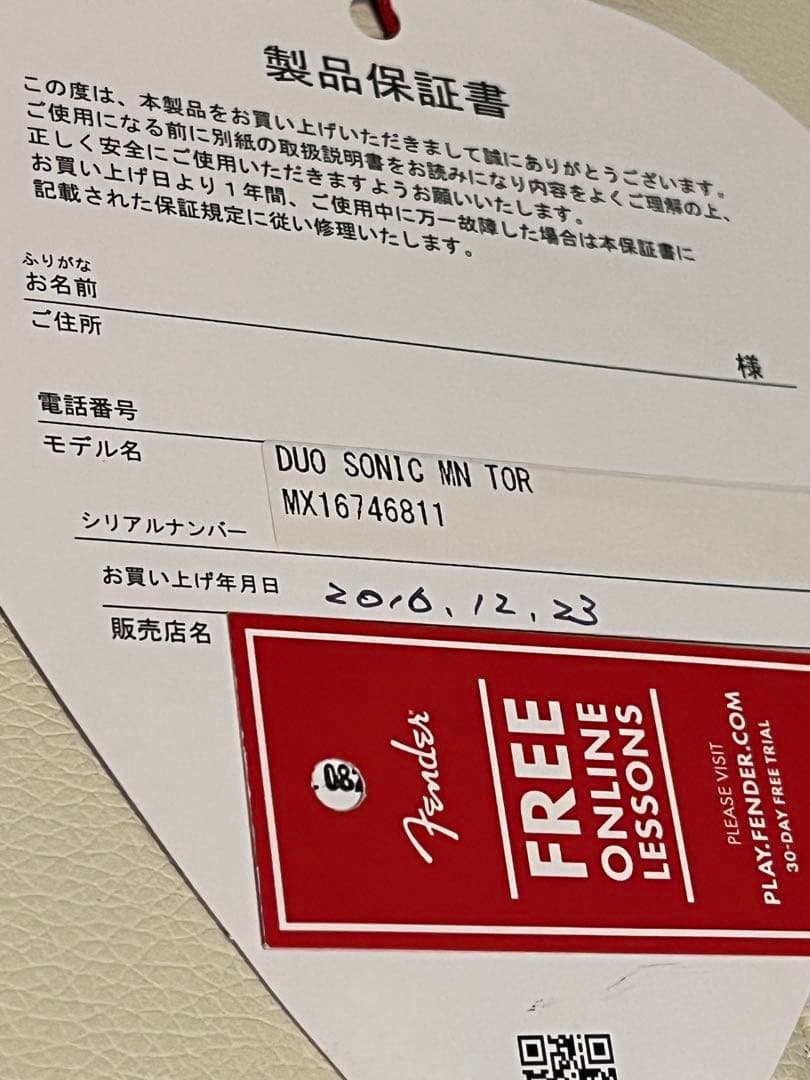 製品保証書
この度は、本製品をお買い上げいただきまして誠にありがとうございます。
ご使用になる前に別紙の取扱説明書をお読みになり内容をよくご理解の上、
正しく安全にご使用いただきますようお願いいたします。
お買い上げ日より1年間、ご使用中に万一故障した場合は本保証書に
記載された保証規定に従い修理いたします。
ふりがな
お名前
様
ご住所
電話番号
モデル名
DUO SONIC MN TOR
MX16746811
シリアルナンバー
お買い上げ年月日
2016.12.23
販売店名
Fender
FREE
ONLINE
LESSONS
PLEASE VISIT
PLAY.FENDER.COM
30-DAY FREE TRIAL